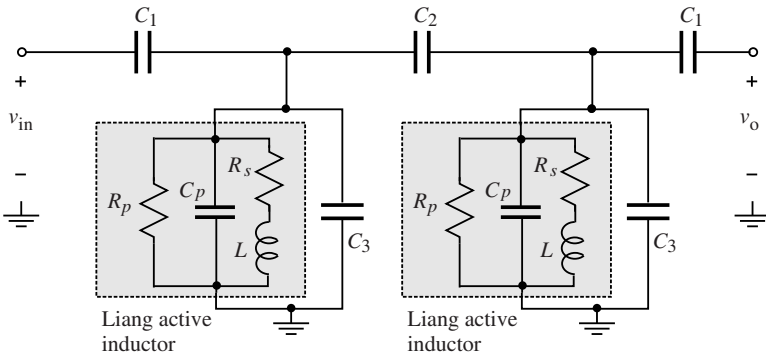 C1
C2
C1
+
+
vin
vo
−
−
Rp
Cp
Rs
L
C3
Rp
Cp
Rs
L
C3
Liang active
inductor
Liang active
inductor